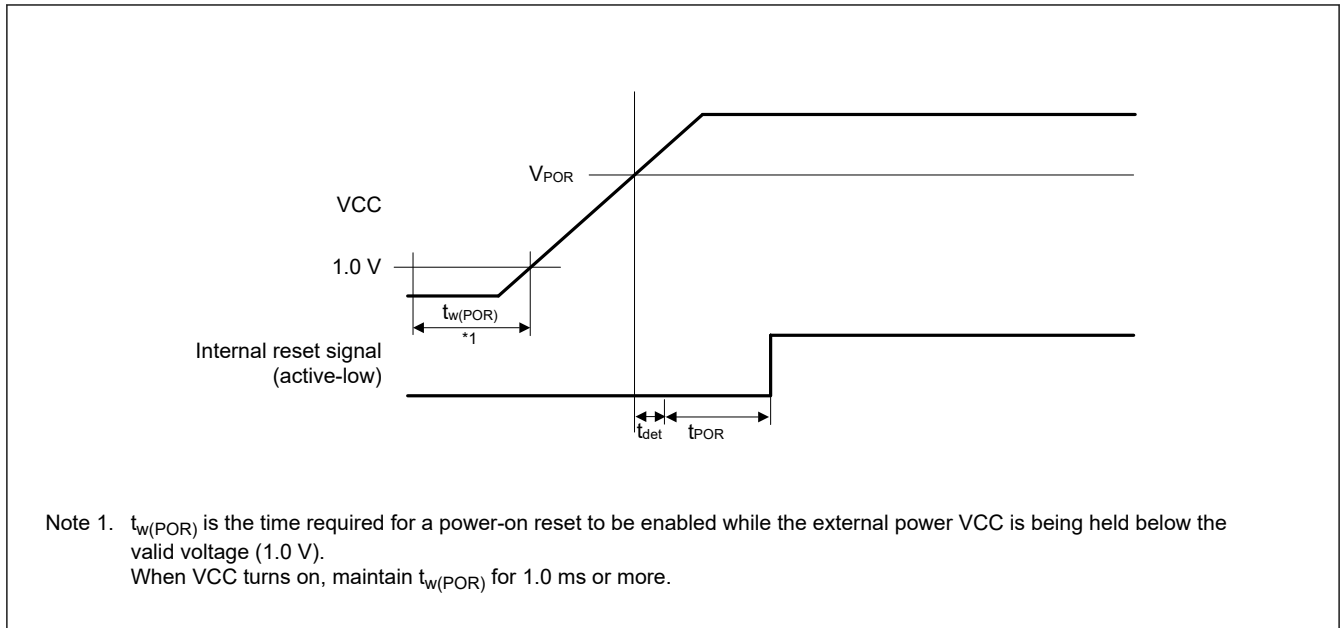 VPOR
VCC
1.0 V
tw(POR)
*1
Internal reset signal
(active-low)
tdet
tPOR
Note 1. tw(POR) is the time required for a power-on reset to be enabled while the external power VCC is being held below the
valid voltage (1.0 V).
When VCC turns on, maintain tw(POR) for 1.0 ms or more.